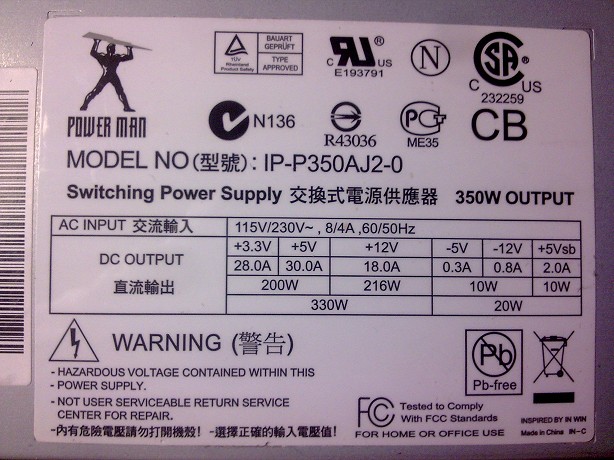 POWER MAN
TÜV Rheinland Product Safety
BAUART GEPRÜFT
TYPE APPROVED
C RU ® US
E193791
N
C SA ® US
232259
N136
R43036
PCT
ME35
CB
MODEL NO (型號): IP-P350AJ2-0
Switching Power Supply 交換式電源供應器 350W OUTPUT
AC INPUT 交流輸入 115V/230V~ , 8/4A ,60/50Hz
DC OUTPUT 直流輸出
+3.3V +5V +12V -5V -12V +5Vsb
28.0A 30.0A 18.0A 0.3A 0.8A 2.0A
200W 216W 10W 10W
330W 20W
WARNING (警告)
- HAZARDOUS VOLTAGE CONTAINED WITHIN THIS
- POWER SUPPLY.
- NOT USER SERVICEABLE RETURN SERVICE
CENTER FOR REPAIR.
-內有危險電壓請勿打開機殼! -選擇正確的輸入電壓值!
Pb
Pb-free
FC Tested to Comply
With FCC Standards
FOR HOME OR OFFICE USE
INSPIRED BY IN WIN
Made in China IN-C